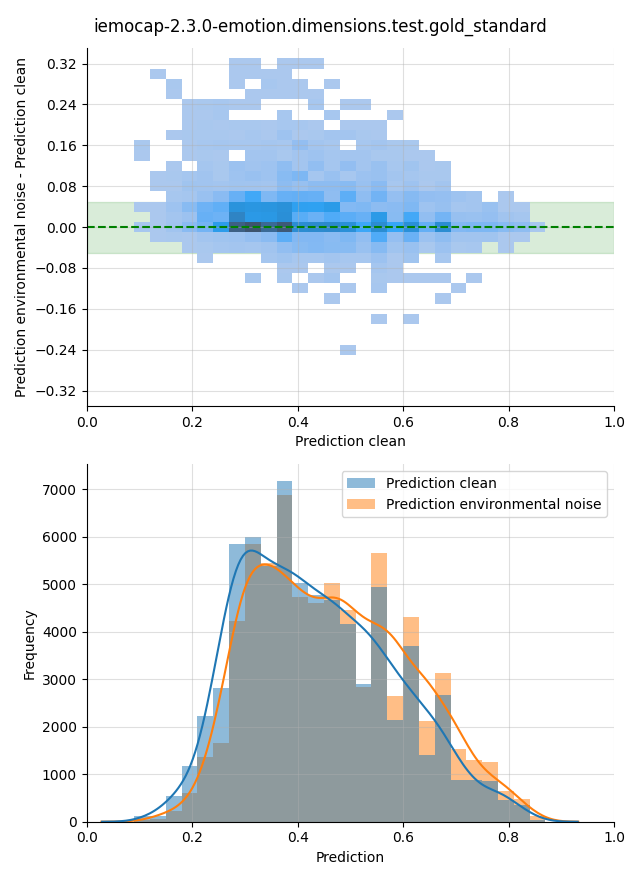 iemocap-2.3.0-emotion.dimensions.test.gold_standard
Prediction environmental noise - Prediction clean
0.32
0.24
0.16
0.08
0.00
−0.08
−0.16
−0.24
−0.32
0.0 0.2 0.4 0.6 0.8 1.0
Prediction clean
Frequency
7000
6000
5000
4000
3000
2000
1000
0
Prediction clean
Prediction environmental noise
0.0 0.2 0.4 0.6 0.8 1.0
Prediction